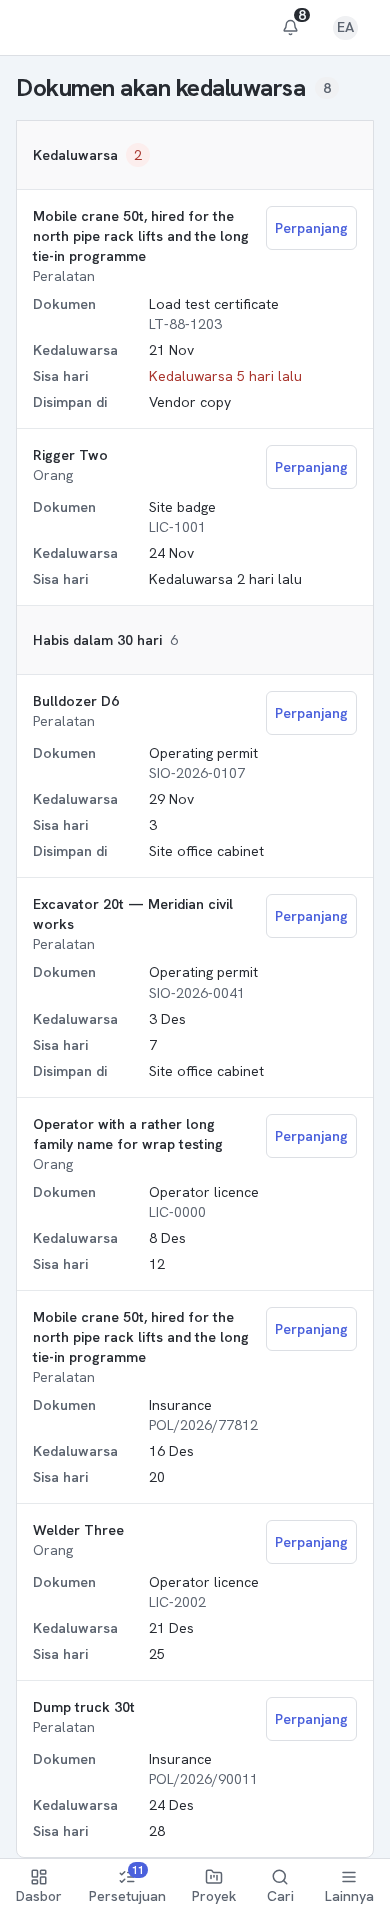 8
EA
Dokumen akan kedaluwarsa 8
Kedaluwarsa 2
Mobile crane 50t, hired for the
north pipe rack lifts and the long
tie-in programme
Perpanjang
Peralatan
Dokumen Load test certificate
LT-88-1203
Kedaluwarsa 21 Nov
Sisa hari Kedaluwarsa 5 hari lalu
Disimpan di Vendor copy
Rigger Two
Perpanjang
Orang
Dokumen Site badge
LIC-1001
Kedaluwarsa 24 Nov
Sisa hari Kedaluwarsa 2 hari lalu
Habis dalam 30 hari 6
Bulldozer D6
Perpanjang
Peralatan
Dokumen Operating permit
SIO-2026-0107
Kedaluwarsa 29 Nov
Sisa hari 3
Disimpan di Site office cabinet
Excavator 20t — Meridian civil
works
Perpanjang
Peralatan
Dokumen Operating permit
SIO-2026-0041
Kedaluwarsa 3 Des
Sisa hari 7
Disimpan di Site office cabinet
Operator with a rather long
family name for wrap testing
Perpanjang
Orang
Dokumen Operator licence
LIC-0000
Kedaluwarsa 8 Des
Sisa hari 12
Mobile crane 50t, hired for the
north pipe rack lifts and the long
tie-in programme
Perpanjang
Peralatan
Dokumen Insurance
POL/2026/77812
Kedaluwarsa 16 Des
Sisa hari 20
Welder Three
Perpanjang
Orang
Dokumen Operator licence
LIC-2002
Kedaluwarsa 21 Des
Sisa hari 25
Dump truck 30t
Perpanjang
Peralatan
Dokumen Insurance
POL/2026/90011
Kedaluwarsa 24 Des
Sisa hari 28
11
Dasbor Persetujuan Proyek Cari Lainnya